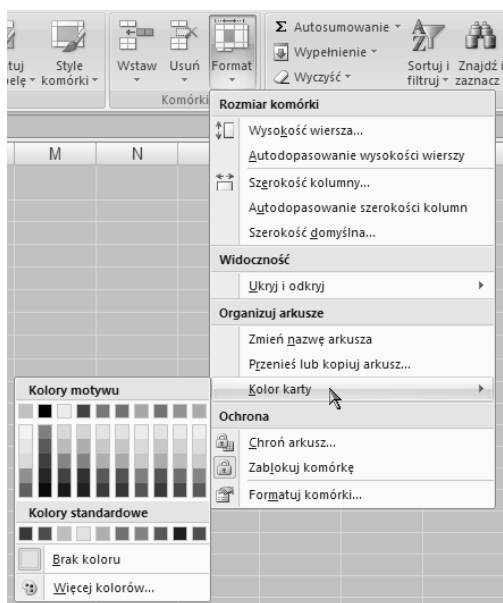 Σ Autosumowanie
Wypełnienie
Wyczyść
tuj Style
elę komórki
Wstaw Usuń Format
Sortuj i Znajdź i
filtruj zaznacz
Komórki
Rozmiar komórki
Wysokość wiersza...
Autodopasowanie wysokości wierszy
M N
Szerokość kolumny...
Autodopasowanie szerokości kolumn
Szerokość domyślna...
Widoczność
Ukryj i odkryj
Organizuj arkusze
Zmień nazwę arkusza
Przenieś lub kopiuj arkusz...
Kolor karty
Ochrona
Chroń arkusz...
Zablokuj komórkę
Formatuj komórki...
Kolory motywu
Kolory standardowe
Brak koloru
Więcej kolorów...